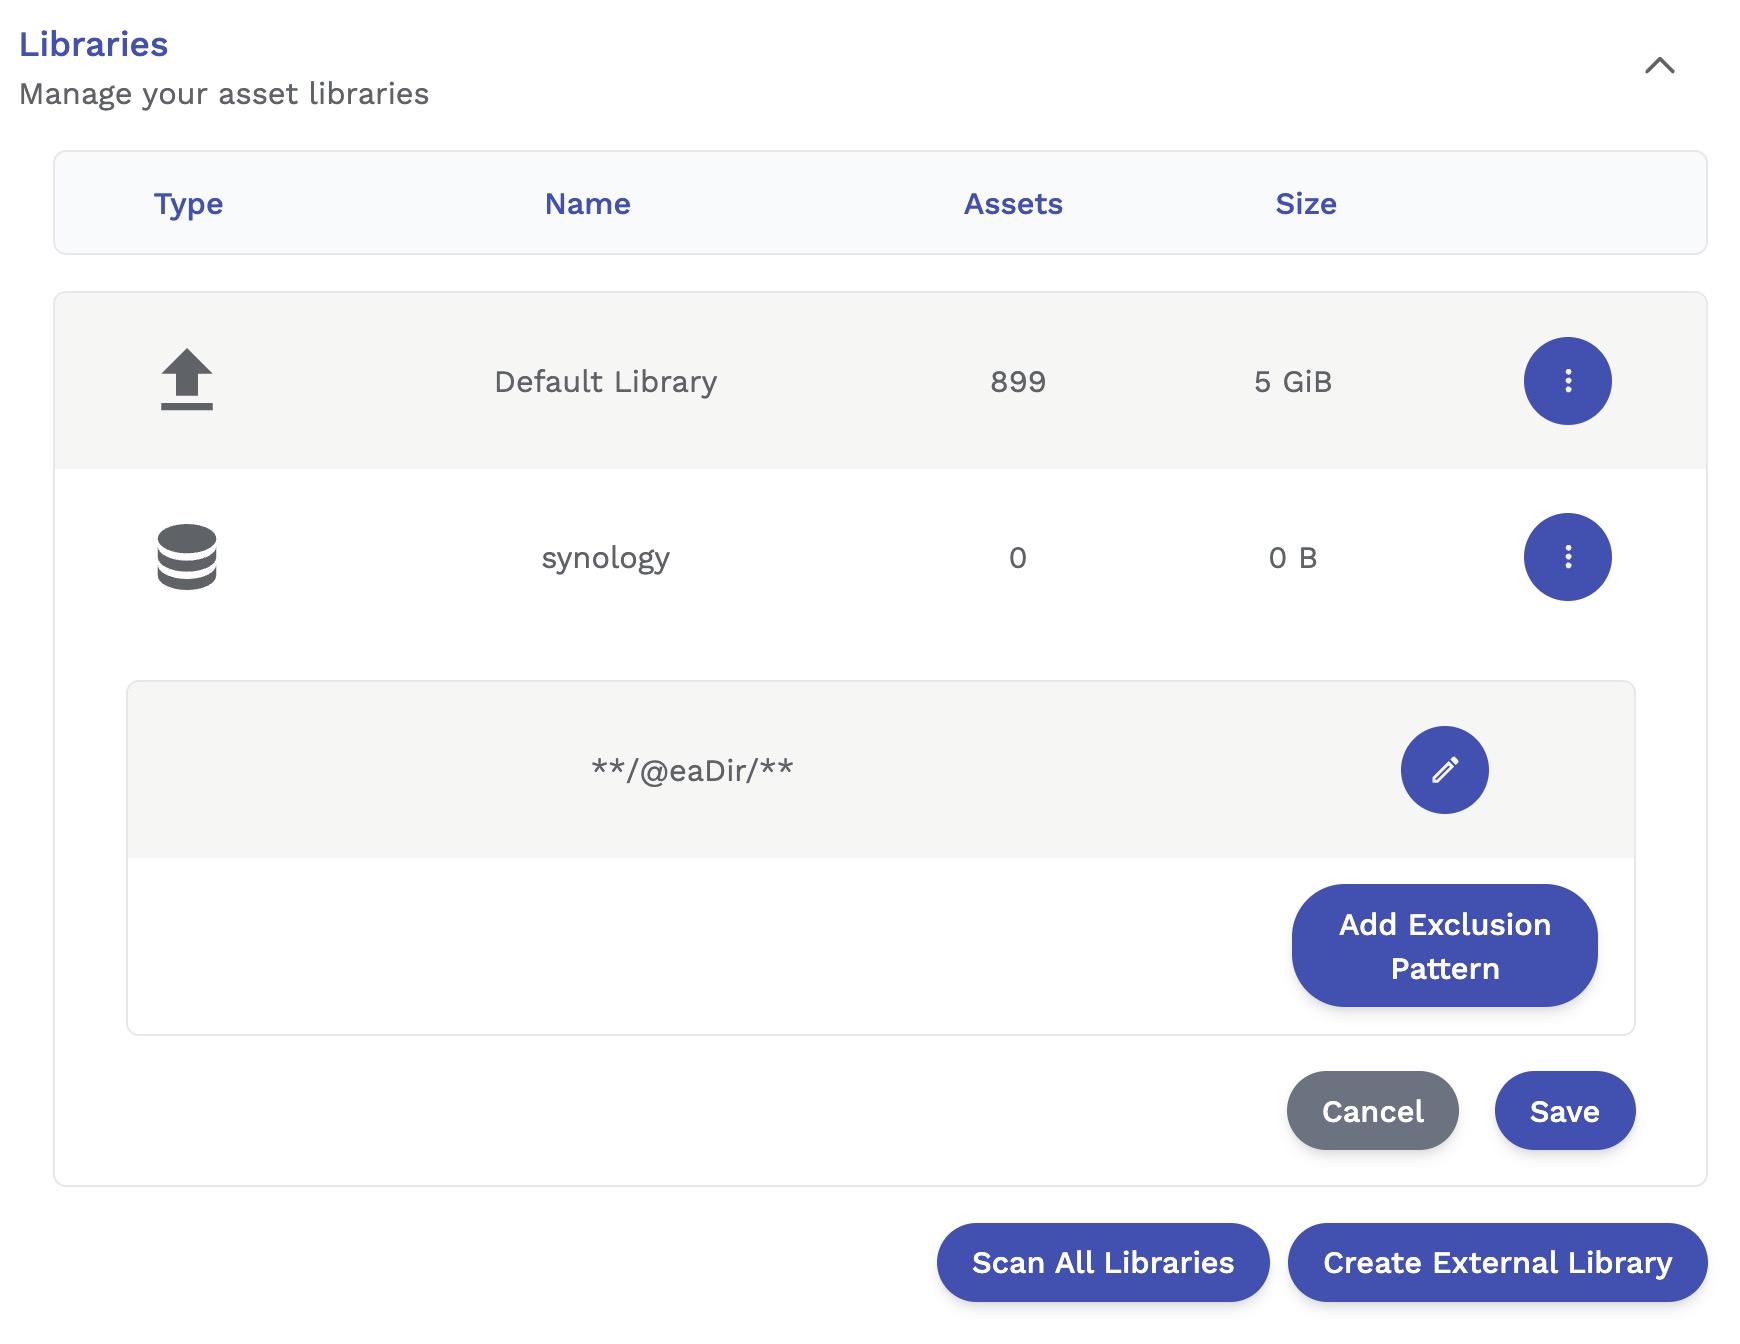 Libraries
Manage your asset libraries
Type Name Assets Size
Default Library 899 5 GiB
synology 0 0 B
**/@eaDir/**
Add Exclusion
Pattern
Cancel Save
Scan All Libraries Create External Library